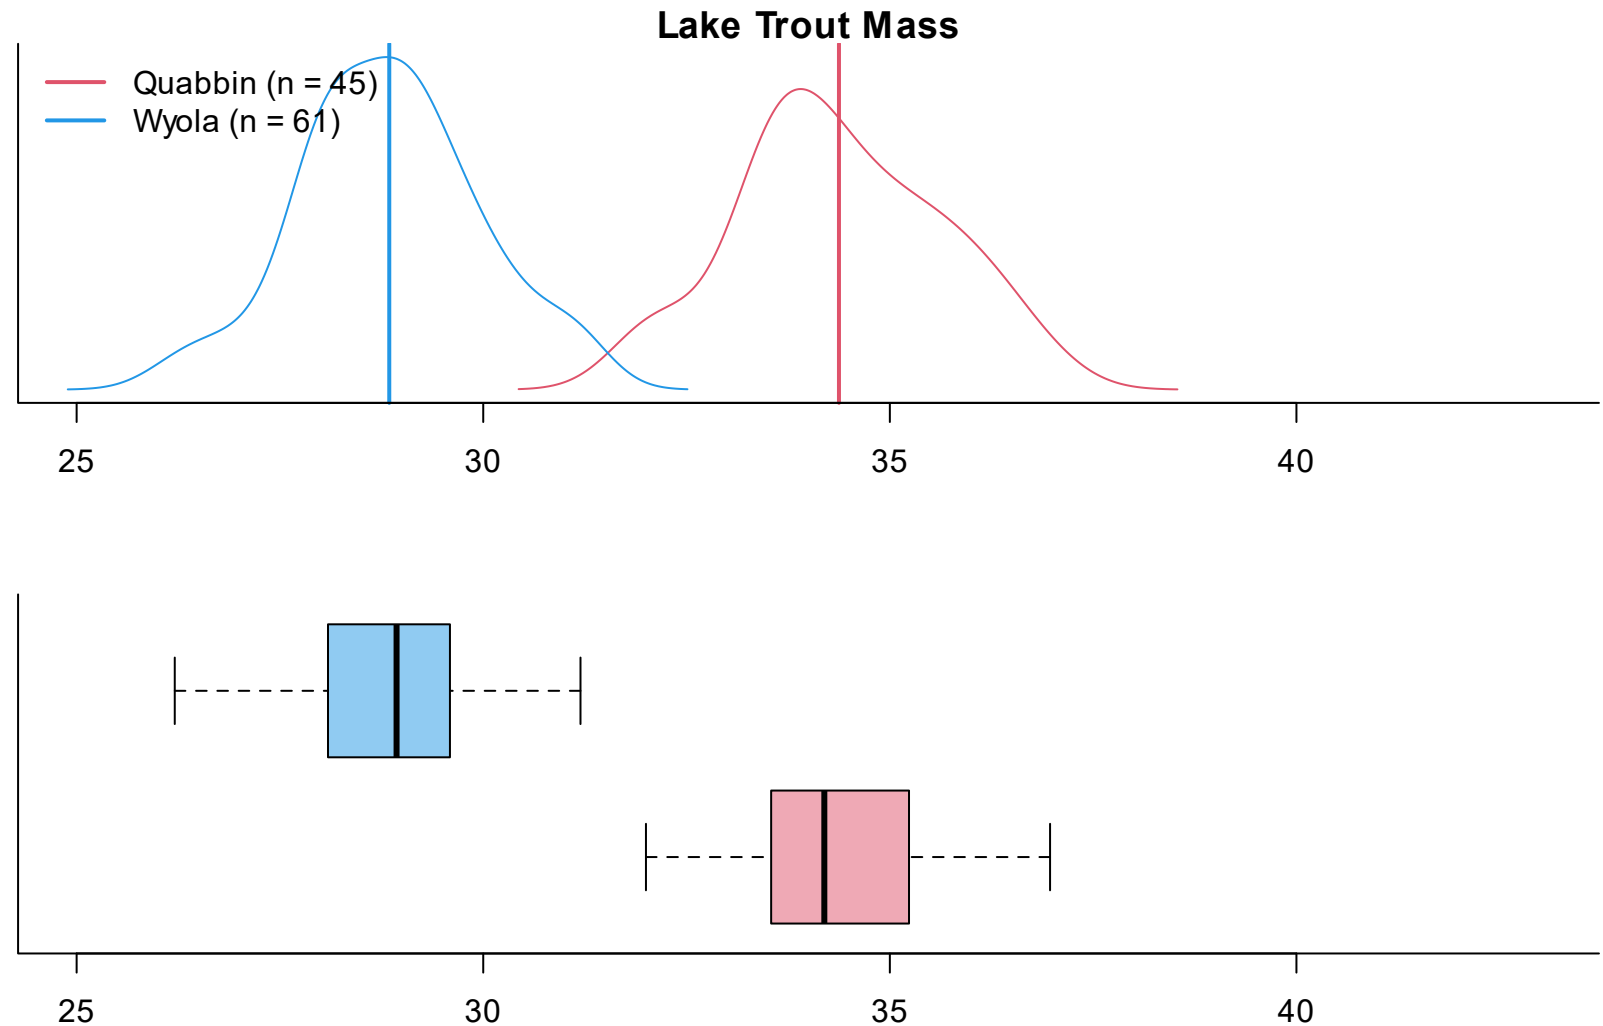 Lake Trout Mass
Quabbin (n = 45)
Wyola (n = 61)
25 30 35 40
25 30 35 40